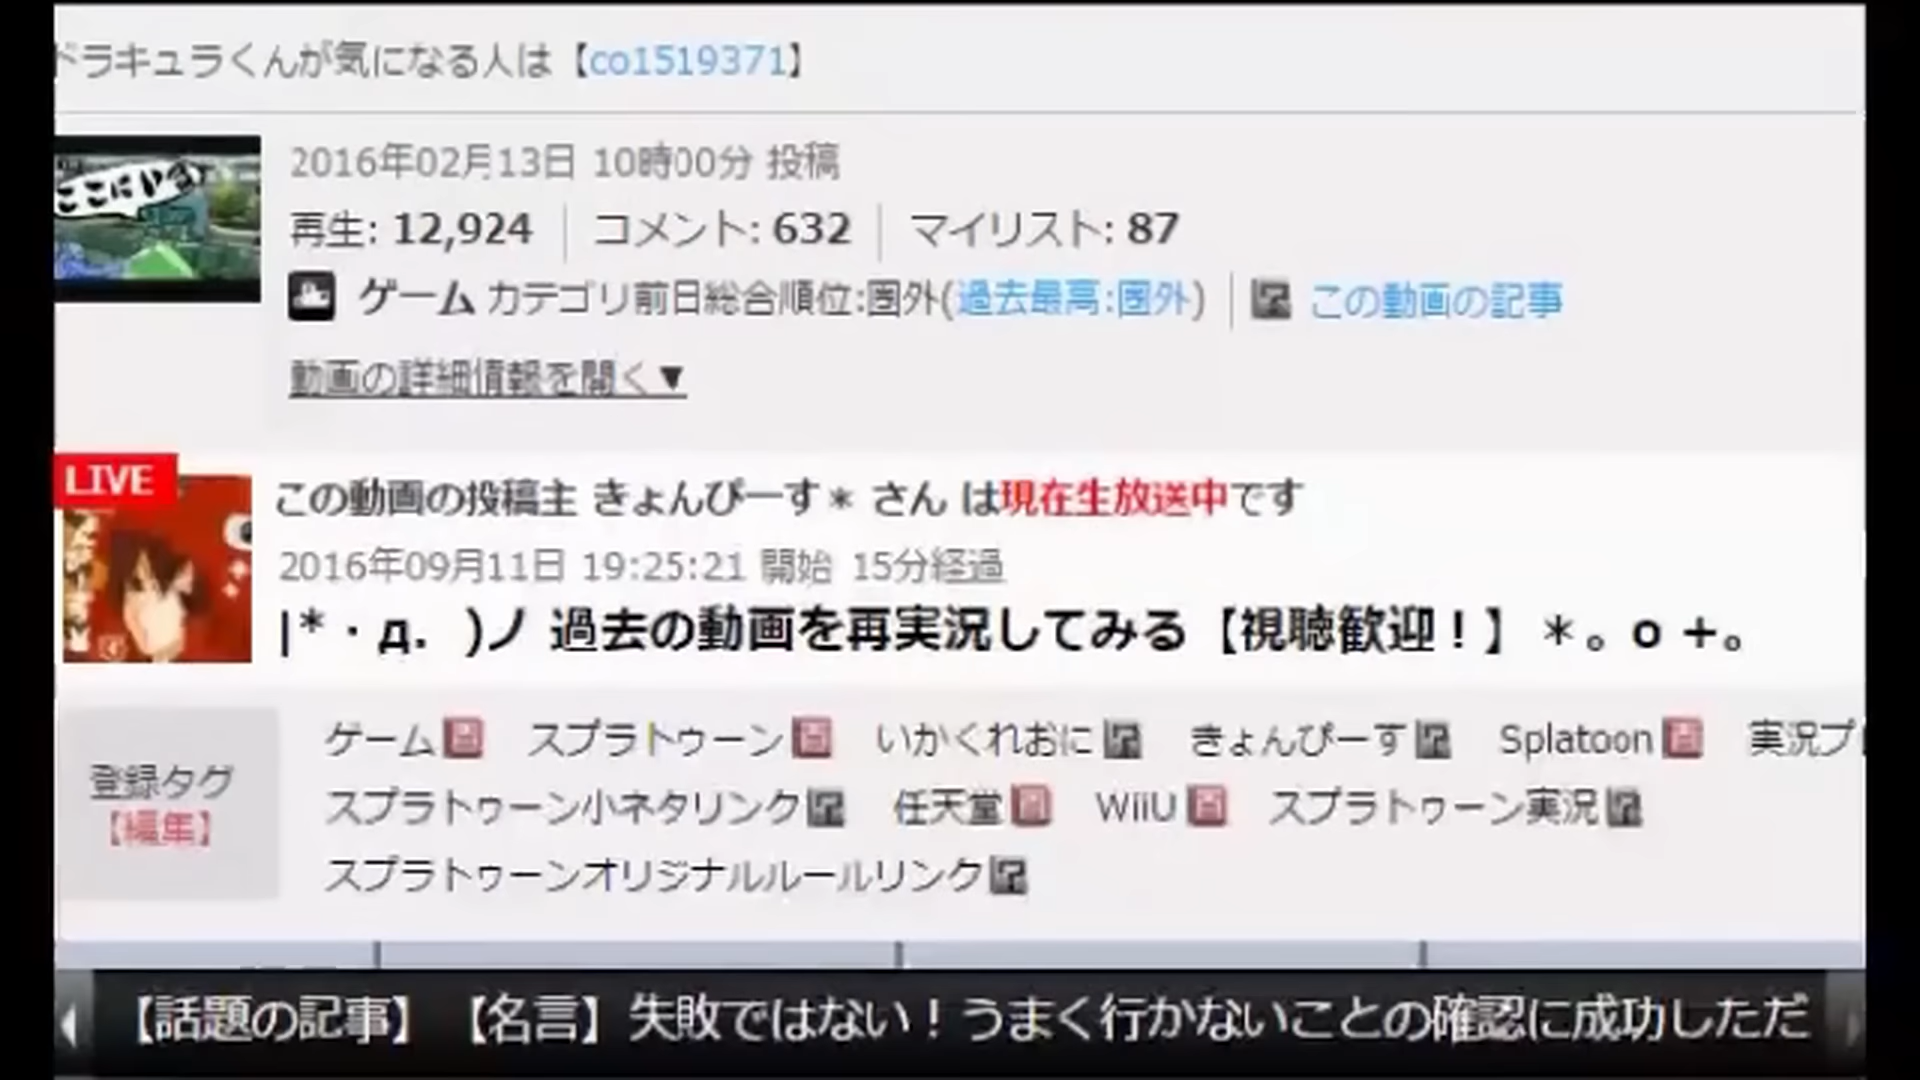 ドラキュラくんが気になる人は【co1519371】
ここにいるよ
2016年02月13日 10時00分 投稿
再生: 12,924 コメント: 632 マイリスト: 87
ゲーム カテゴリ前日総合順位:圏外(過去最高:圏外) この動画の記事
動画の詳細情報を開く▼
LIVE
この動画の投稿主 きょんぴーす＊ さん は現在生放送中です
2016年09月11日 19:25:21 開始 15分経過
|*・д．)ノ 過去の動画を再実況してみる【視聴歓迎！】＊。o +。
登録タグ
【編集】
ゲーム スプラトゥーン いかくれおに きょんぴーす Splatoon 実況プ
スプラトゥーン小ネタリンク 任天堂 WiiU スプラトゥーン実況
スプラトゥーンオリジナルルールリンク
【話題の記事】 【名言】失敗ではない！うまく行かないことの確認に成功しただ